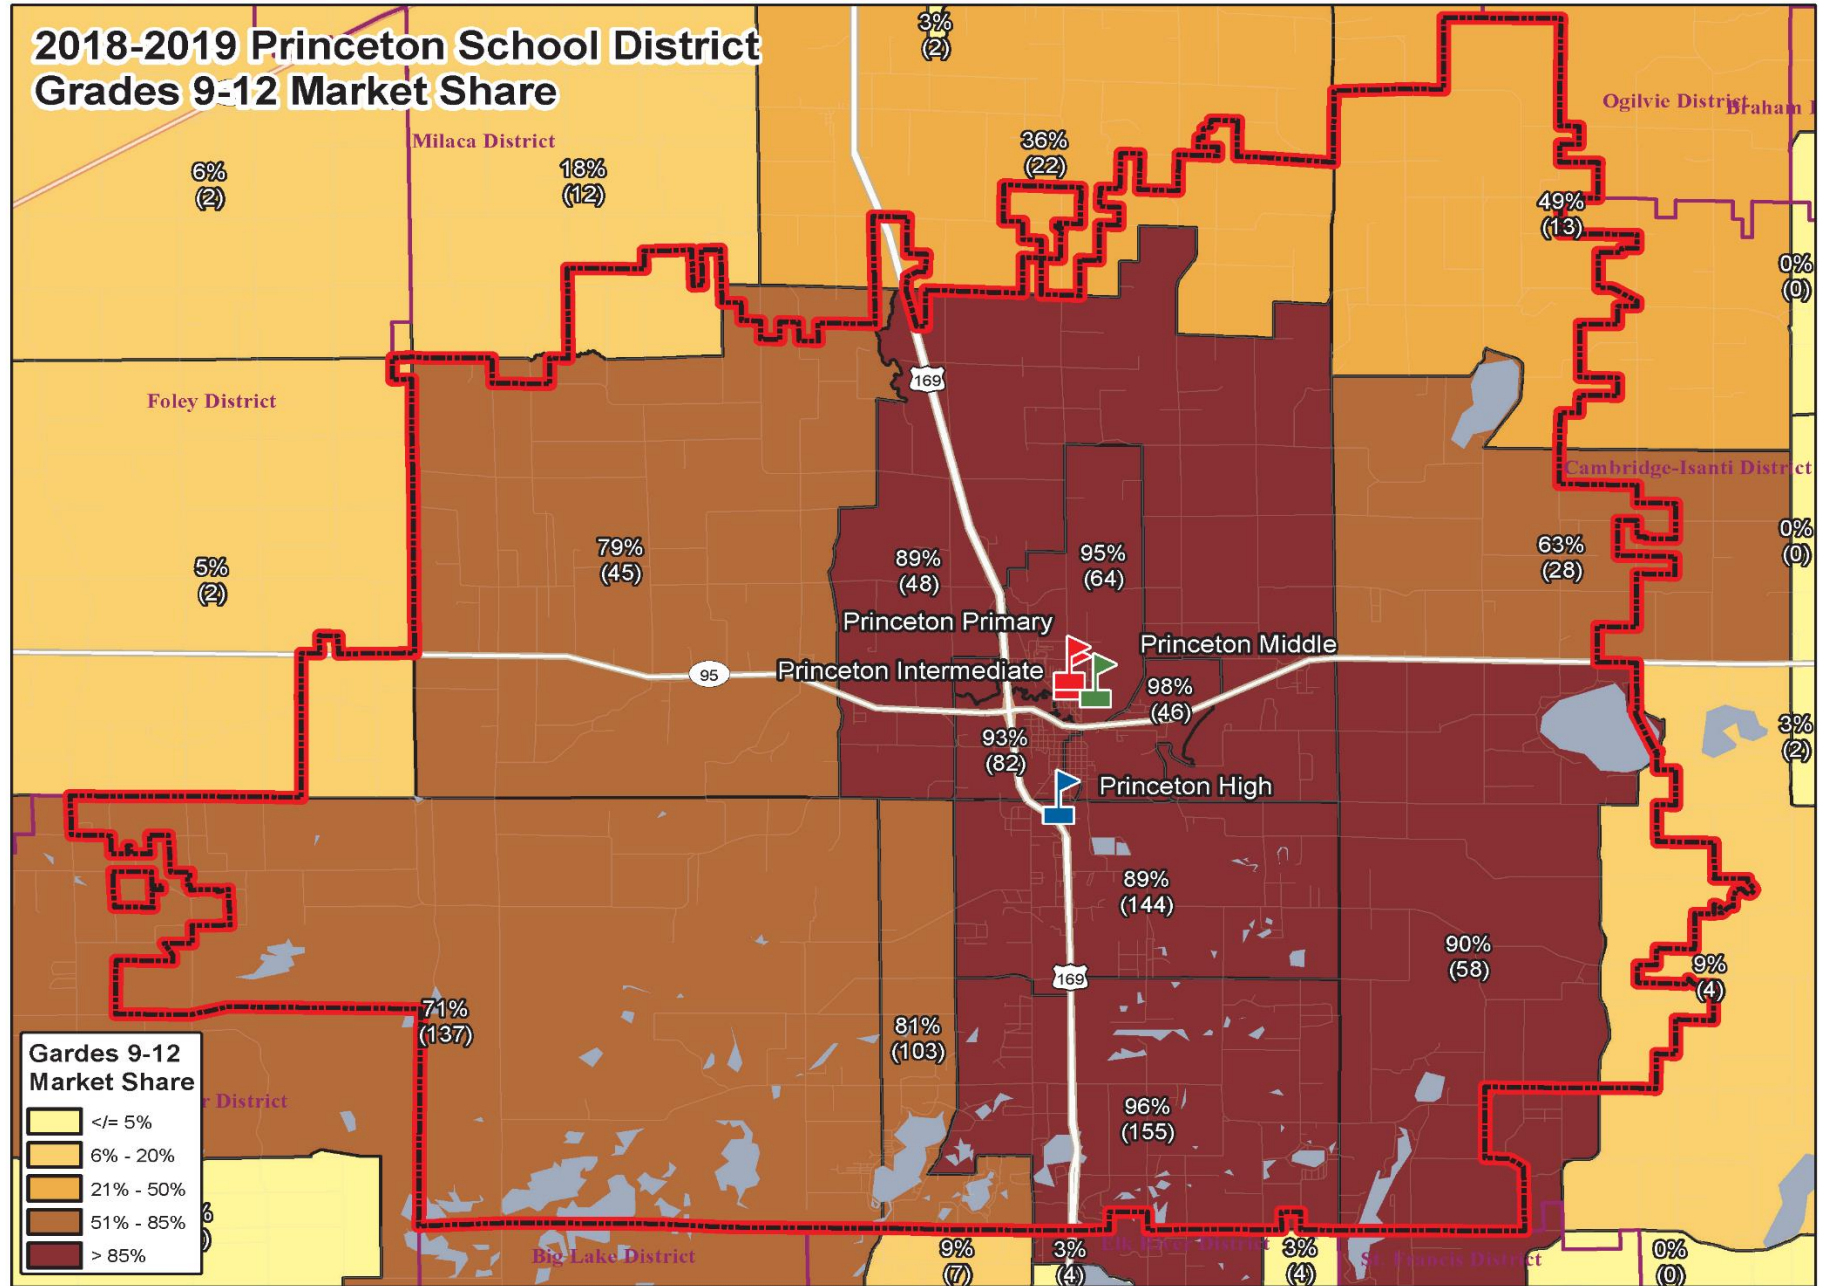 2018-2019 Princeton School District
Grades 9-12 Market Share
3%
(2)
Ogilvie District
Braham
Milaca District
36%
(22)
6%
(2)
18%
(12)
49%
(13)
0%
(0)
169
Foley District
Cambridge-Isanti District
5%
(2)
79%
(45)
89%
(48)
95%
(64)
63%
(28)
0%
(0)
Princeton Primary
Princeton Middle
Princeton Intermediate
95
98%
(46)
93%
(82)
3%
(2)
Princeton High
89%
(144)
90%
(58)
9%
(4)
169
71%
(137)
81%
(103)
96%
(155)
Gardes 9-12
Market Share
</= 5%
6% - 20%
21% - 50%
51% - 85%
> 85%
r District
%
)
Big Lake District
9%
(7)
3%
(4)
Elk River District
3%
(4)
St. Francis District
0%
(0)